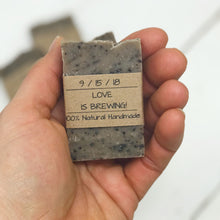 9 / 15 / 18
LOVE
IS BREWING!
100% Natural Handmade